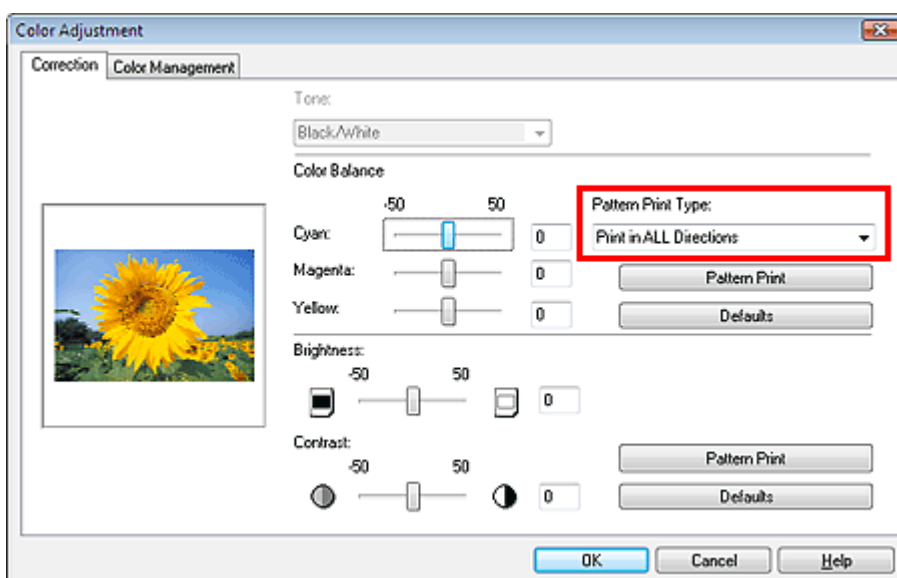 Color Adjustment
Correction Color Management
Tone:
Black/White
Color Balance
-50 50 Pattern Print Type:
Cyan: 0 Print in ALL Directions
Magenta: 0 Pattern Print
Yellow: 0 Defaults
Brightness:
-50 50
0
Contrast:
-50 50 Pattern Print
0 Defaults
OK Cancel Help